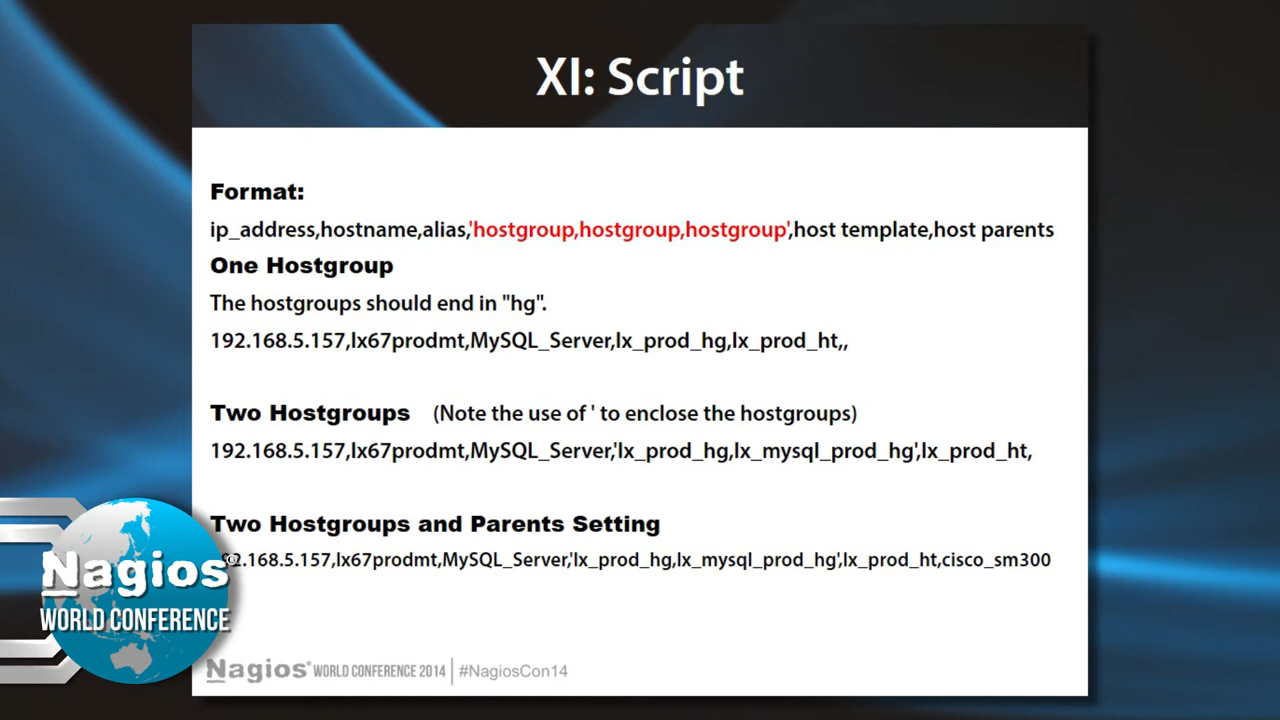 XI: Script
Format:
ip_address,hostname,alias,'hostgroup,hostgroup,hostgroup',host template,host parents
One Hostgroup
The hostgroups should end in "hg".
192.168.5.157,lx67prodmt,MySQL_Server,lx_prod_hg,lx_prod_ht,,
Two Hostgroups (Note the use of ' to enclose the hostgroups)
192.168.5.157,lx67prodmt,MySQL_Server,'lx_prod_hg,lx_mysql_prod_hg',lx_prod_ht,
Two Hostgroups and Parents Setting
2.168.5.157,lx67prodmt,MySQL_Server,'lx_prod_hg,lx_mysql_prod_hg',lx_prod_ht,cisco_sm300
Nagios®
WORLD CONFERENCE
Nagios® WORLD CONFERENCE 2014 | #NagiosCon14